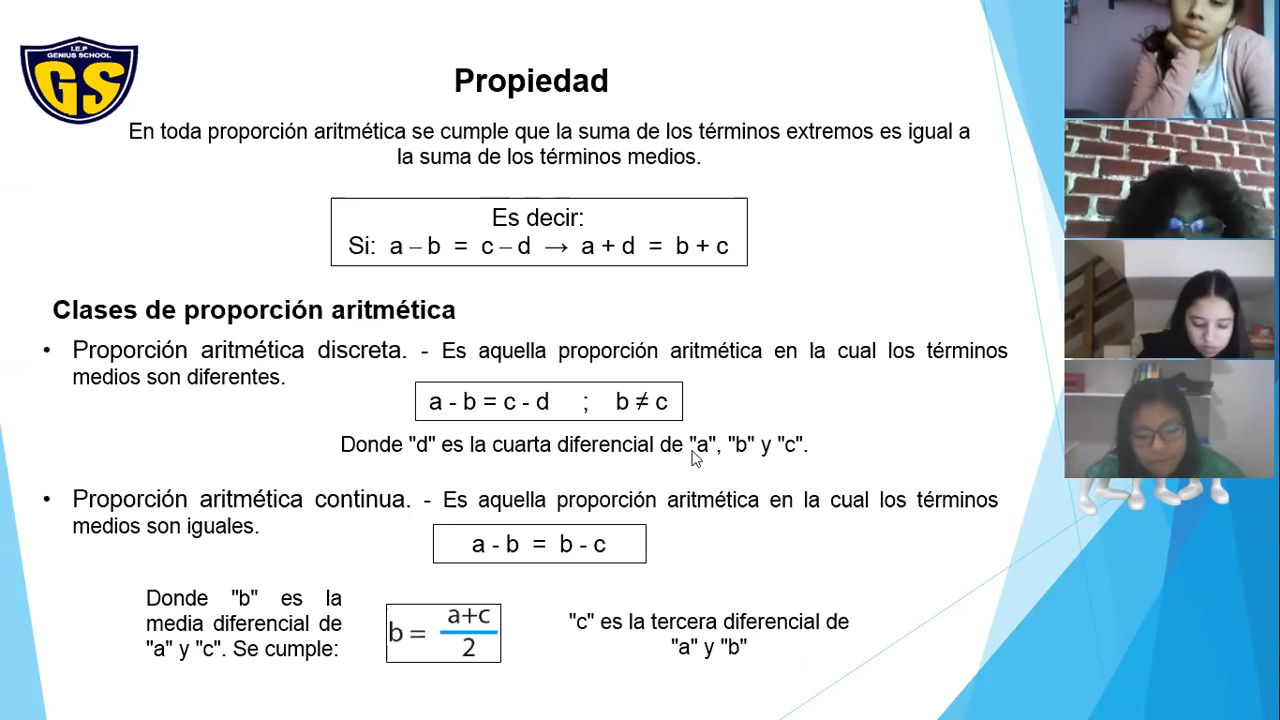 I.E.P
GENIUS SCHOOL
GS
Propiedad
En toda proporción aritmética se cumple que la suma de los términos extremos es igual a
la suma de los términos medios.
Es decir:
Si: a – b = c – d → a + d = b + c
Clases de proporción aritmética
• Proporción aritmética discreta. - Es aquella proporción aritmética en la cual los términos
medios son diferentes.
a - b = c - d ; b ≠ c
Donde "d" es la cuarta diferencial de "a", "b" y "c".
• Proporción aritmética continua. - Es aquella proporción aritmética en la cual los términos
medios son iguales.
a - b = b - c
Donde "b" es la
media diferencial de
"a" y "c". Se cumple:
b = a+c
2
"c" es la tercera diferencial de
"a" y "b"